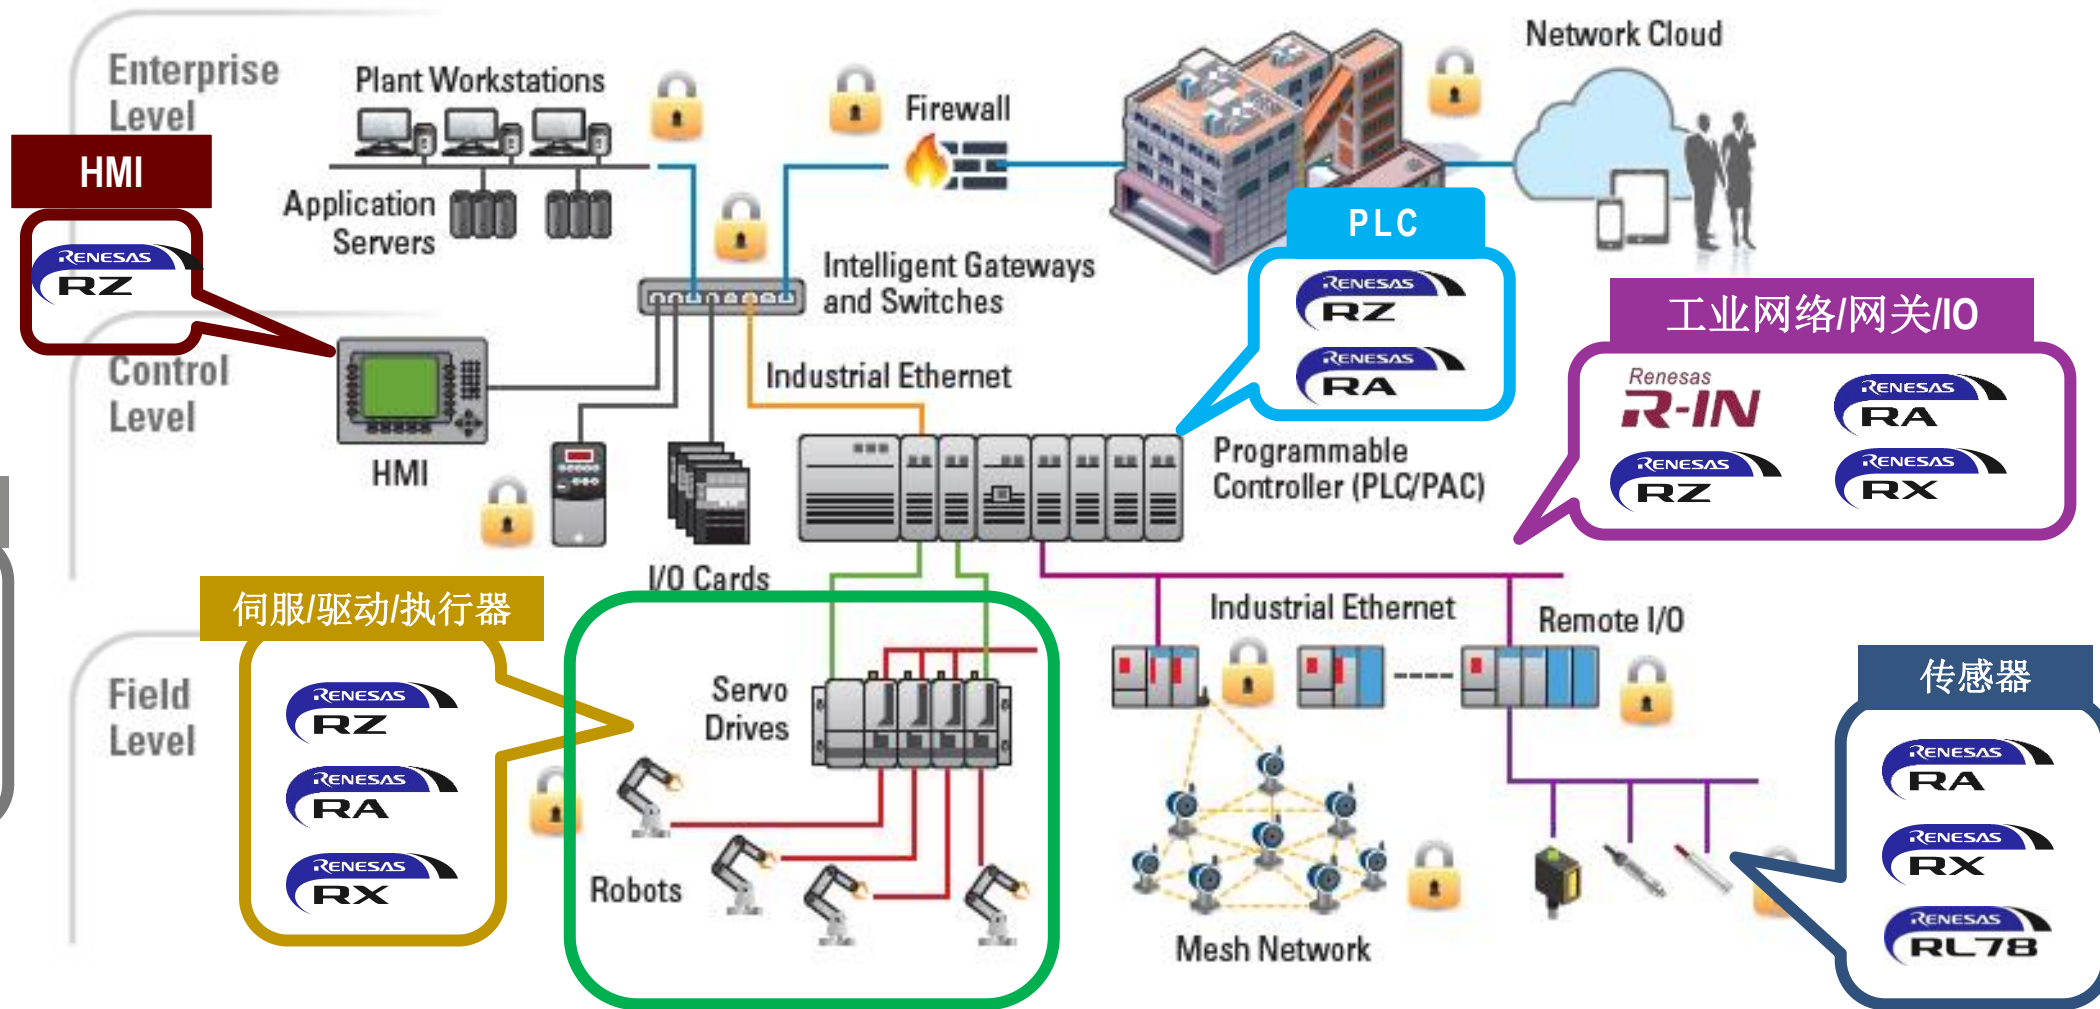 Enterprise
Level
Plant Workstations
Application
Servers
Firewall
Network Cloud
Intelligent Gateways
and Switches
HMI
RENESAS
RZ
PLC
RENESAS
RZ
RENESAS
RA
工业网络/网关/IO
Renesas
R-IN
RENESAS
RA
RENESAS
RZ
RENESAS
RX
Control
Level
Industrial Ethernet
HMI
I/O Cards
Programmable
Controller (PLC/PAC)
伺服/驱动/执行器
RENESAS
RZ
RENESAS
RA
RENESAS
RX
Field
Level
Servo
Drives
Robots
Industrial Ethernet
Remote I/O
Mesh Network
传感器
RENESAS
RA
RENESAS
RX
RENESAS
RL78